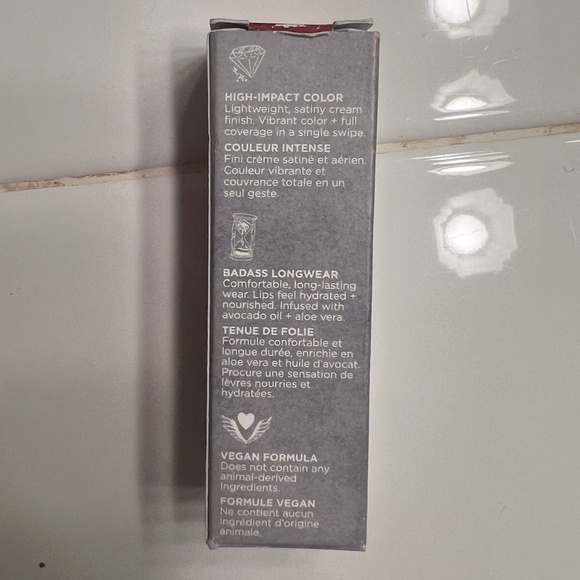 HIGH-IMPACT COLOR
Lightweight, satiny cream
finish. Vibrant color + full
coverage in a single swipe.
COULEUR INTENSE
Fini crème satiné et aérien.
Couleur vibrante et
couvrance totale en un
seul geste.
BADASS LONGWEAR
Comfortable, long-lasting
wear. Lips feel hydrated +
nourished. Infused with
avocado oil + aloe vera.
TENUE DE FOLIE
Formule confortable et
longue durée, enrichie en
aloe vera et huile d'avocat.
Procure une sensation de
lèvres nourries et
hydratées.
VEGAN FORMULA
Does not contain any
animal-derived
ingredients.
FORMULE VEGAN
Ne contient aucun
ingrédient d'origine
animale.